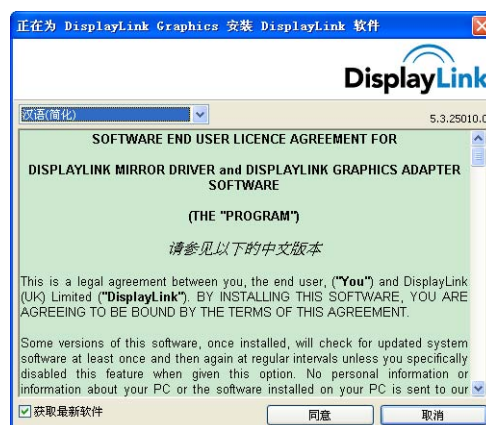 正在为 DisplayLink Graphics 安装 DisplayLink 软件
DisplayLink
汉语(简化)
5.3.25010.0
SOFTWARE END USER LICENCE AGREEMENT FOR
DISPLAYLINK MIRROR DRIVER and DISPLAYLINK GRAPHICS ADAPTER
SOFTWARE
(THE "PROGRAM")
请参见以下的中文版本
This is a legal agreement between you, the end user, ("You") and DisplayLink
(UK) Limited ("DisplayLink"). BY INSTALLING THIS SOFTWARE, YOU ARE
AGREEING TO BE BOUND BY THE TERMS OF THIS AGREEMENT.
Some versions of this software, once installed, will check for updated system
software at least once and then again at regular intervals unless you specifically
disabled this feature when given this option. No personal information or
information about your PC or the software installed on your PC is sent to our
获取最新软件
同意
取消